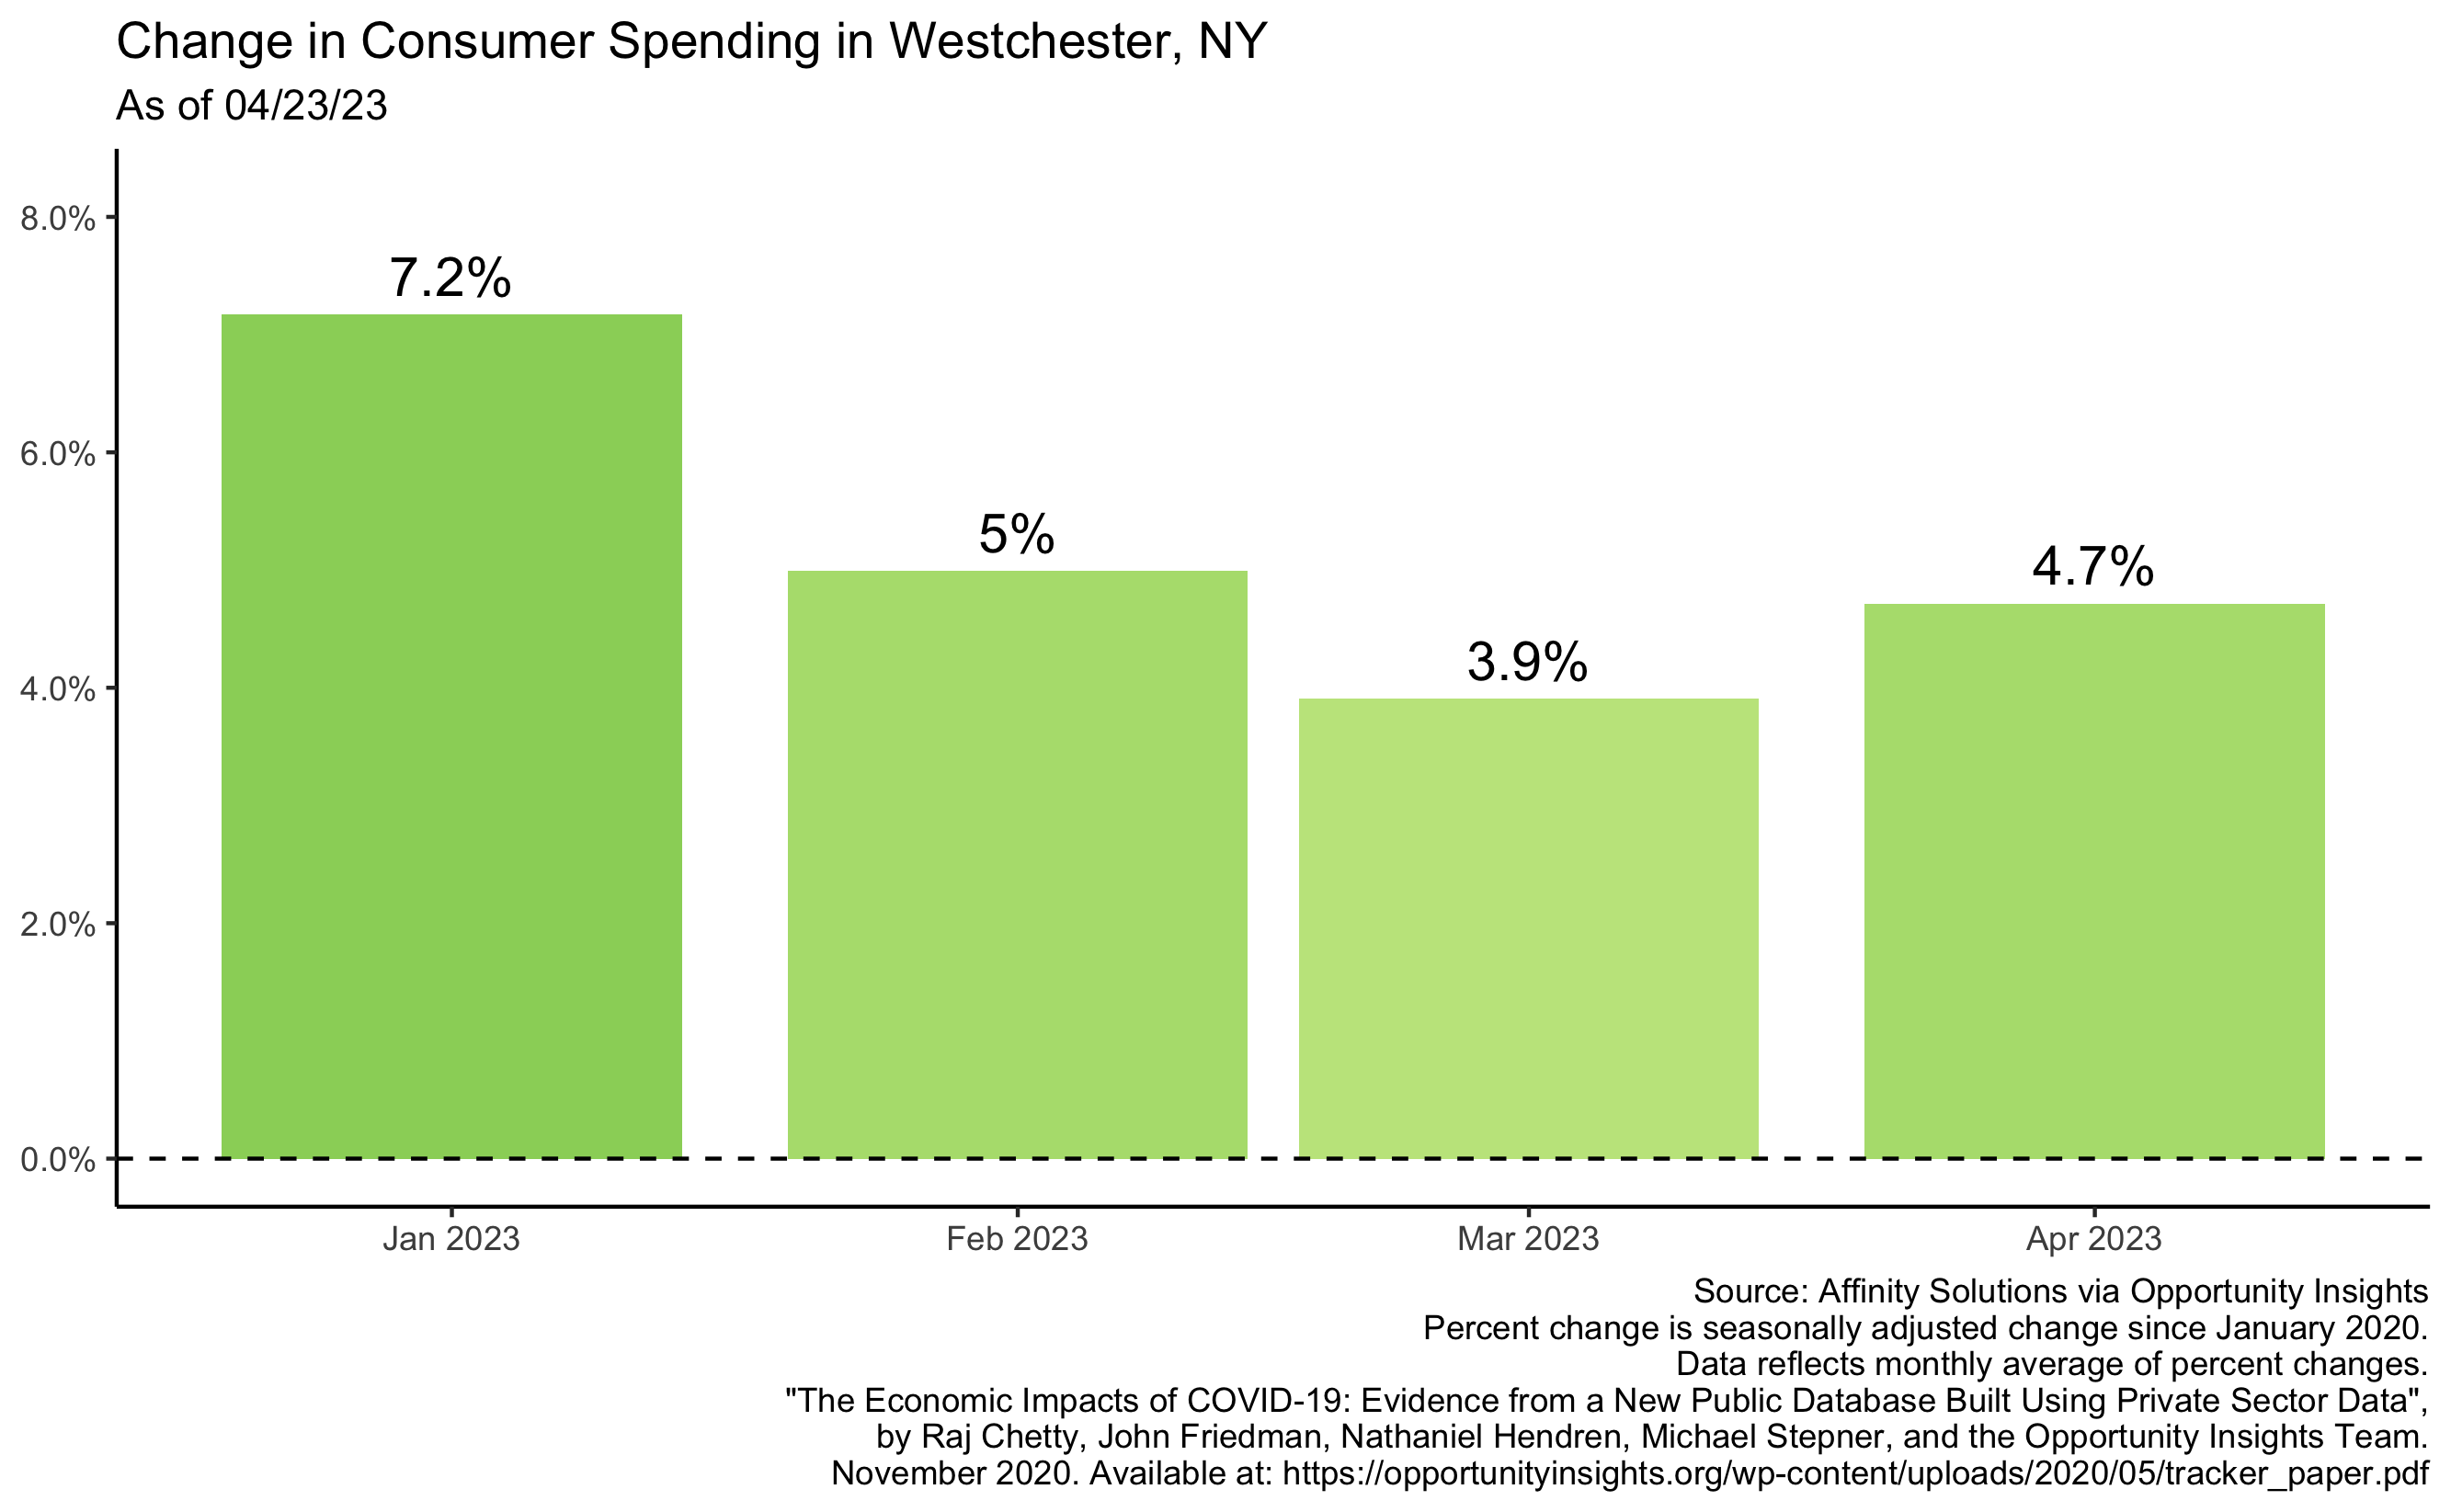 Change in Consumer Spending in Westchester, NY
As of 04/23/23
8.0%
6.0%
4.0%
2.0%
0.0%
7.2%
5%
3.9%
4.7%
Jan 2023
Feb 2023
Mar 2023
Apr 2023
Source: Affinity Solutions via Opportunity Insights
Percent change is seasonally adjusted change since January 2020.
Data reflects monthly average of percent changes.
"The Economic Impacts of COVID-19: Evidence from a New Public Database Built Using Private Sector Data",
by Raj Chetty, John Friedman, Nathaniel Hendren, Michael Stepner, and the Opportunity Insights Team.
November 2020. Available at: https://opportunityinsights.org/wp-content/uploads/2020/05/tracker_paper.pdf